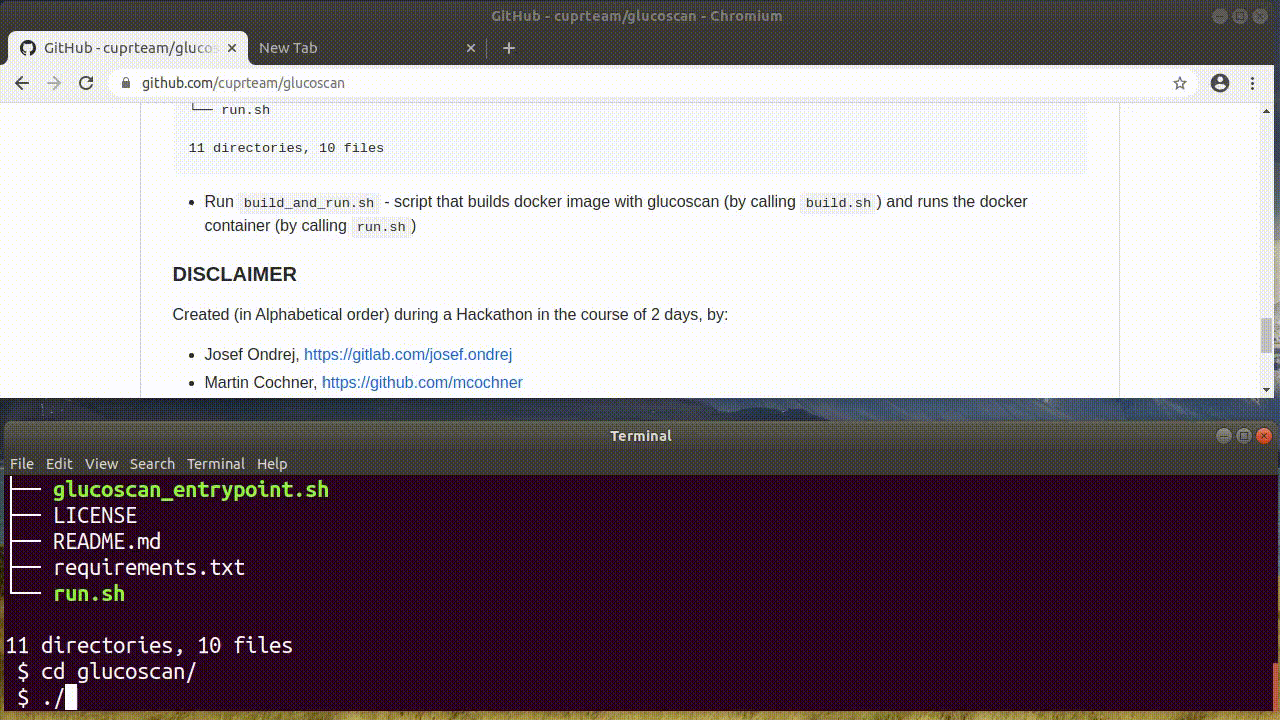 GitHub - cuprteam/glucoscan - Chromium
GitHub - cuprteam/glucos
New Tab
github.com/cuprteam/glucoscan
└── run.sh
11 directories, 10 files
• Run build_and_run.sh - script that builds docker image with glucoscan (by calling build.sh) and runs the docker
container (by calling run.sh)
DISCLAIMER
Created (in Alphabetical order) during a Hackathon in the course of 2 days, by:
• Josef Ondrej, https://gitlab.com/josef.ondrej
• Martin Cochner, https://github.com/mcochner
Terminal
File Edit View Search Terminal Help
├── glucoscan_entrypoint.sh
├── LICENSE
├── README.md
├── requirements.txt
└── run.sh
11 directories, 10 files
$ cd glucoscan/
$ ./